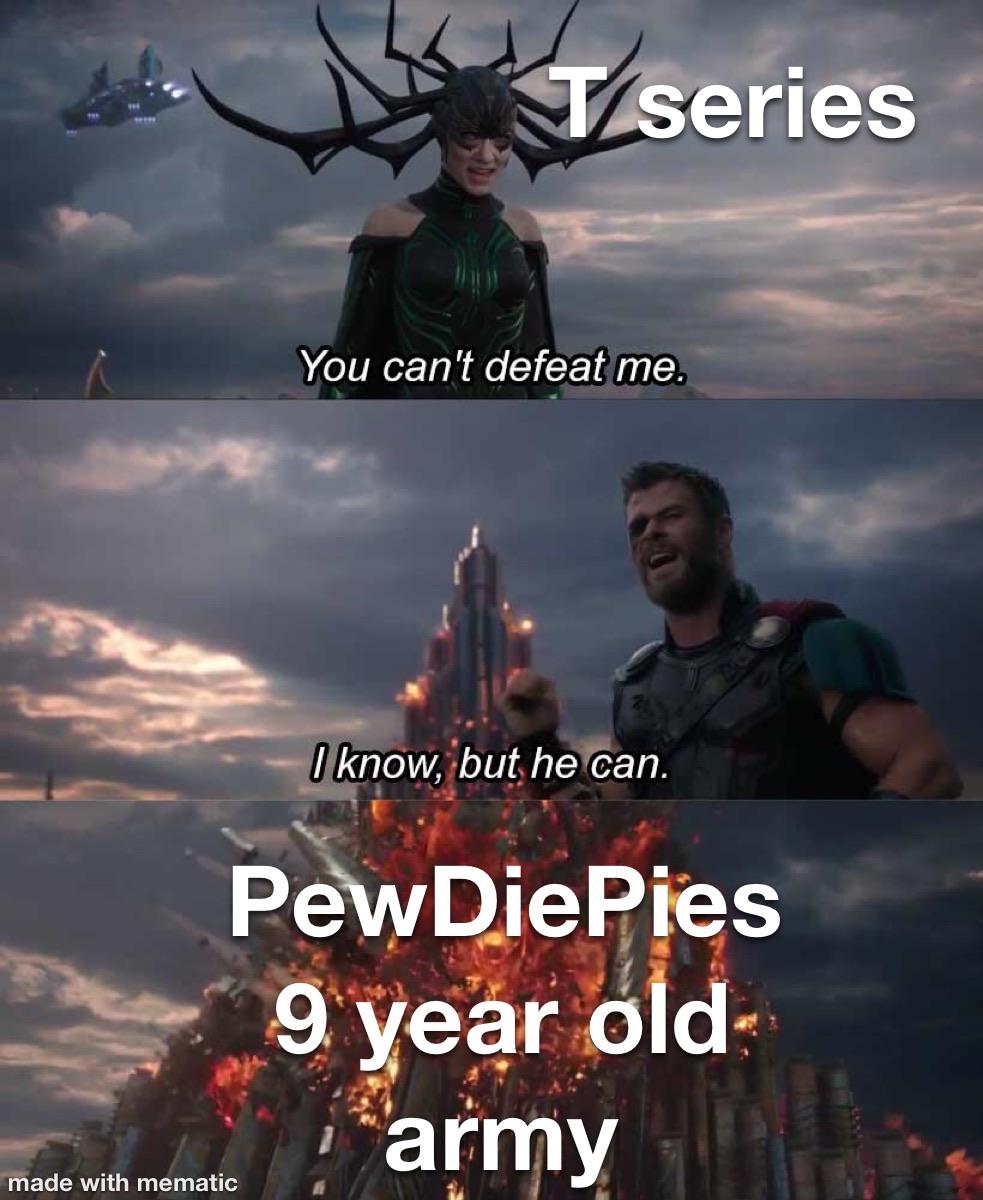 T series
You can't defeat me.
I know, but he can.
PewDiePies
9 year old
army
made with mematic